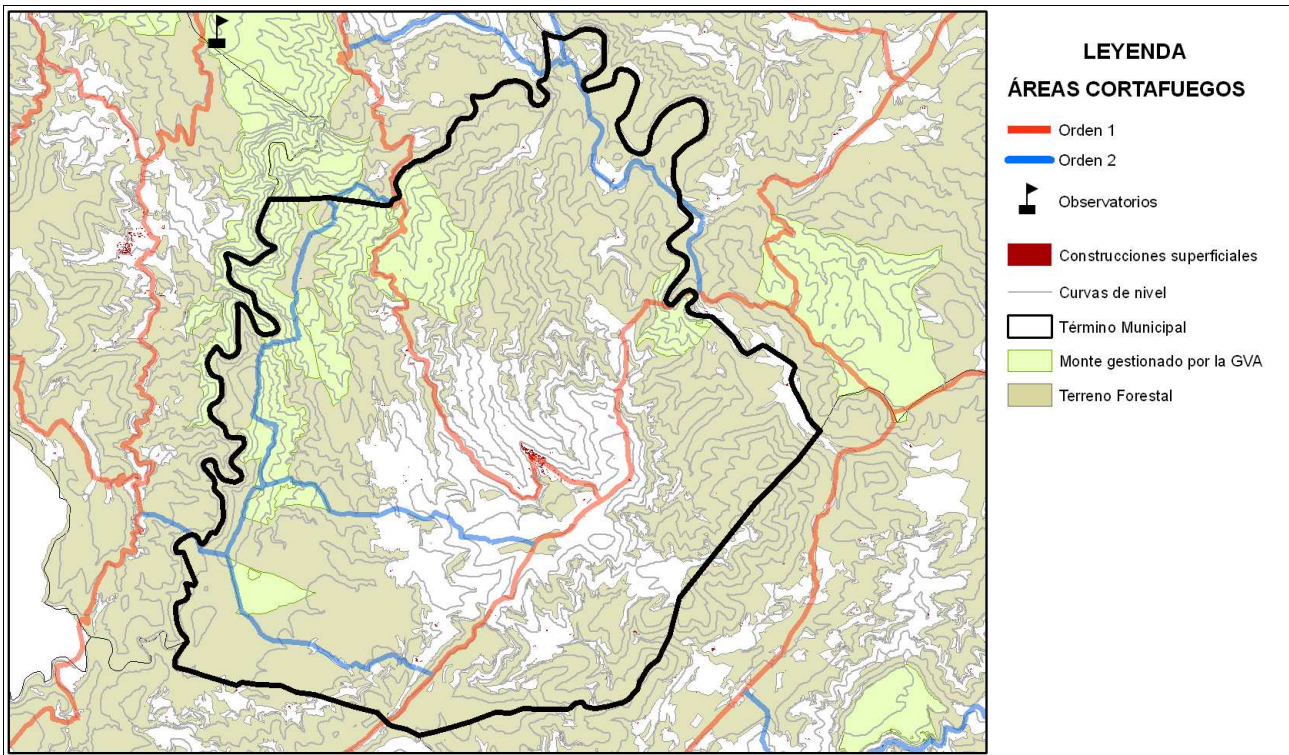 LEYENDA
ÁREAS CORTAFUEGOS
Orden 1
Orden 2
Observatorios
Construcciones superficiales
Curvas de nivel
Término Municipal
Monte gestionado por la GVA
Terreno Forestal